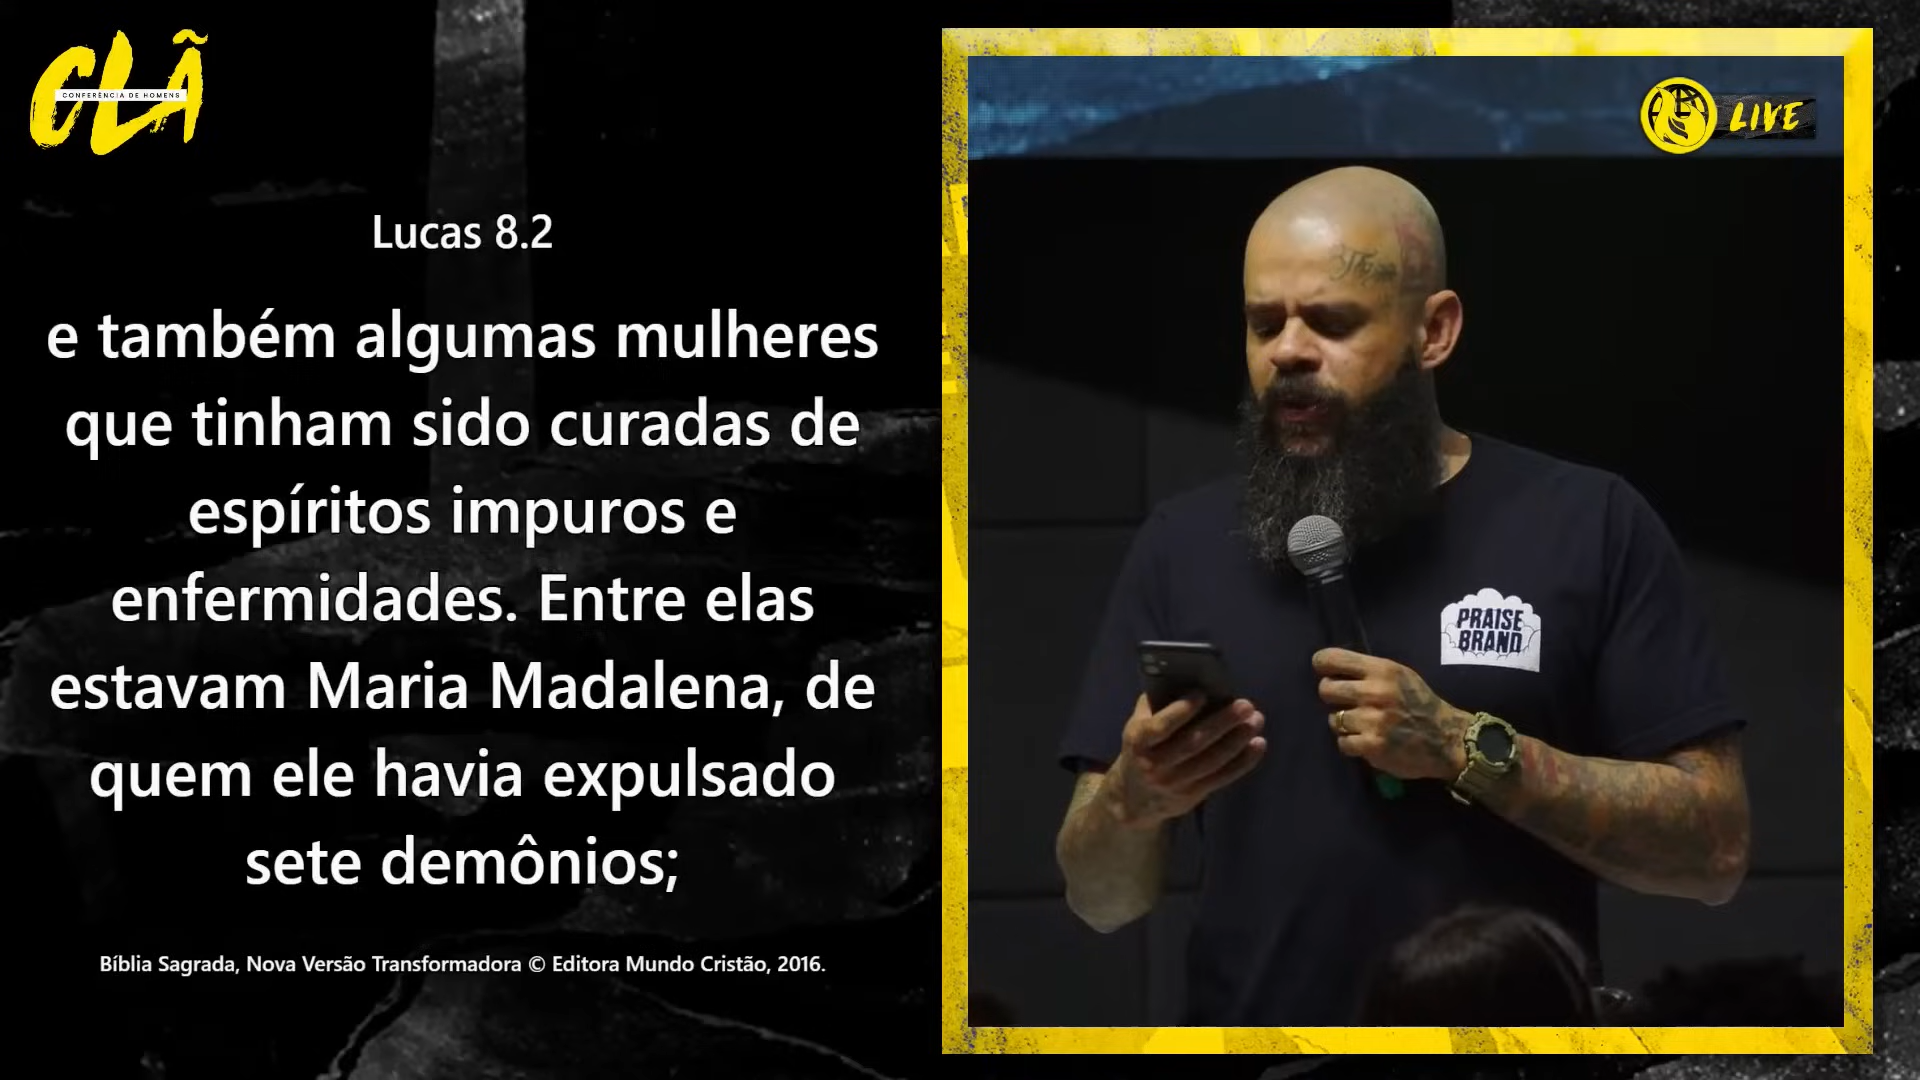 CLÃ
CONFERÊNCIA DE HOMENS
LIVE
Lucas 8.2
e também algumas mulheres
que tinham sido curadas de
espíritos impuros e
enfermidades. Entre elas
estavam Maria Madalena, de
quem ele havia expulsado
sete demônios;
Bíblia Sagrada, Nova Versão Transformadora © Editora Mundo Cristão, 2016.
PRAISE
BRAND